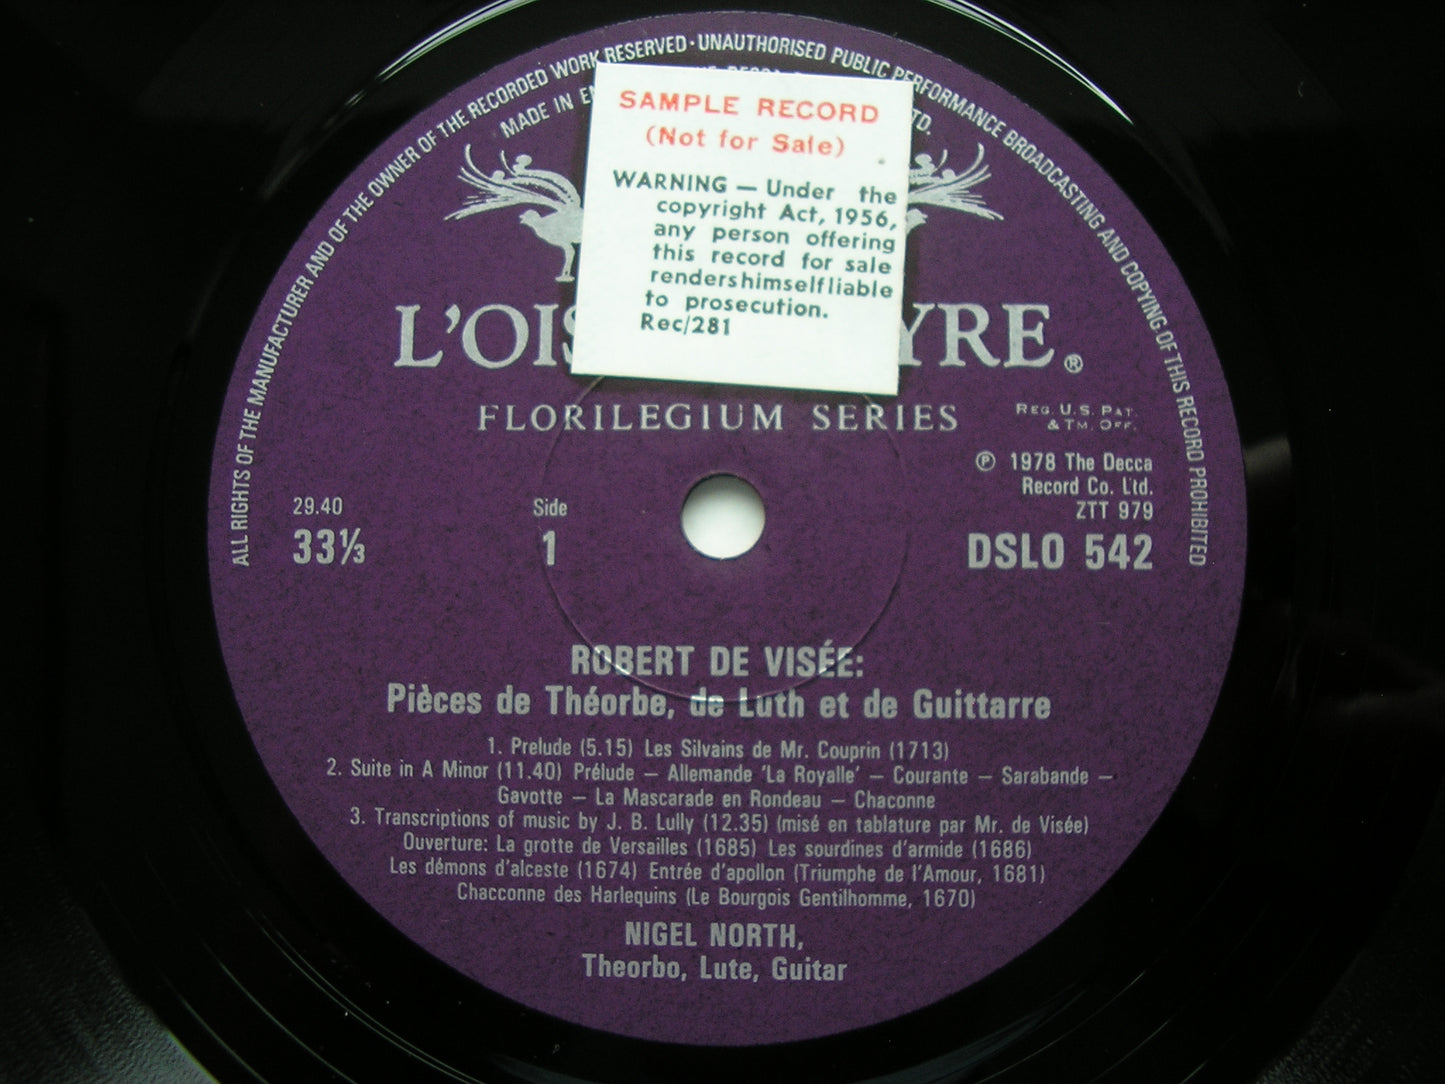 ALL RIGHTS OF THE MANUFACTURER AND OF THE OWNER OF THE RECORDED WORK RESERVED · UNAUTHORISED PUBLIC PERFORMANCE BROADCASTING AND COPYING OF THIS RECORD PROHIBITED
MADE IN
LTD.
SAMPLE RECORD
(Not for Sale)
WARNING — Under the
copyright Act, 1956,
any person offering
this record for sale
rendershimselfliable
to prosecution.
Rec/281
L'OIS YRE ®
FLORILEGIUM SERIES
REG. U.S. PAT.
& TM. OFF.
℗ 1978 The Decca
Record Co. Ltd.
ZTT 979
DSLO 542
29.40
33⅓
Side
1
ROBERT DE VISÉE:
Pièces de Théorbe, de Luth et de Guittarre
1. Prelude (5.15) Les Silvains de Mr. Couprin (1713)
2. Suite in A Minor (11.40) Prélude — Allemande 'La Royalle' — Courante — Sarabande —
Gavotte — La Mascarade en Rondeau — Chaconne
3. Transcriptions of music by J. B. Lully (12.35) (misé en tablature par Mr. de Visée)
Ouverture: La grotte de Versailles (1685) Les sourdines d'armide (1686)
Les démons d'alceste (1674) Entrée d'apollon (Triumphe de l'Amour, 1681)
Chacconne des Harlequins (Le Bourgois Gentilhomme, 1670)
NIGEL NORTH,
Theorbo, Lute, Guitar